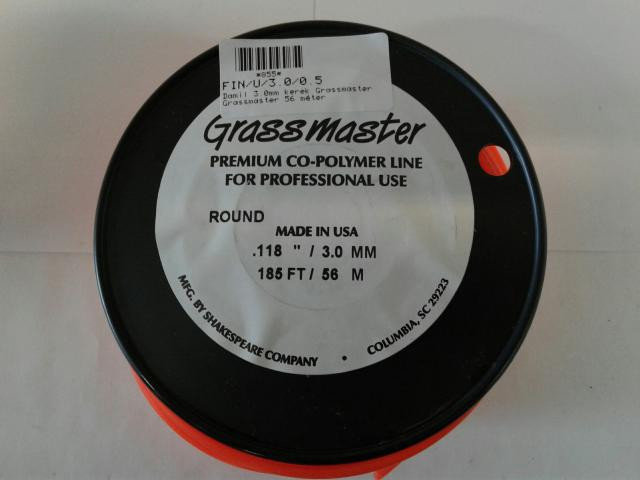 *855*
FIN/U/3.0/0.5
Damil 3.0mm kerek Grassmaster
Grassmaster 56 méter
Grassmaster
PREMIUM CO-POLYMER LINE
FOR PROFESSIONAL USE
ROUND
MADE IN USA
.118 " / 3.0 MM
185 FT / 56 M
MFG. BY SHAKESPEARE COMPANY • COLUMBIA, SC 29223